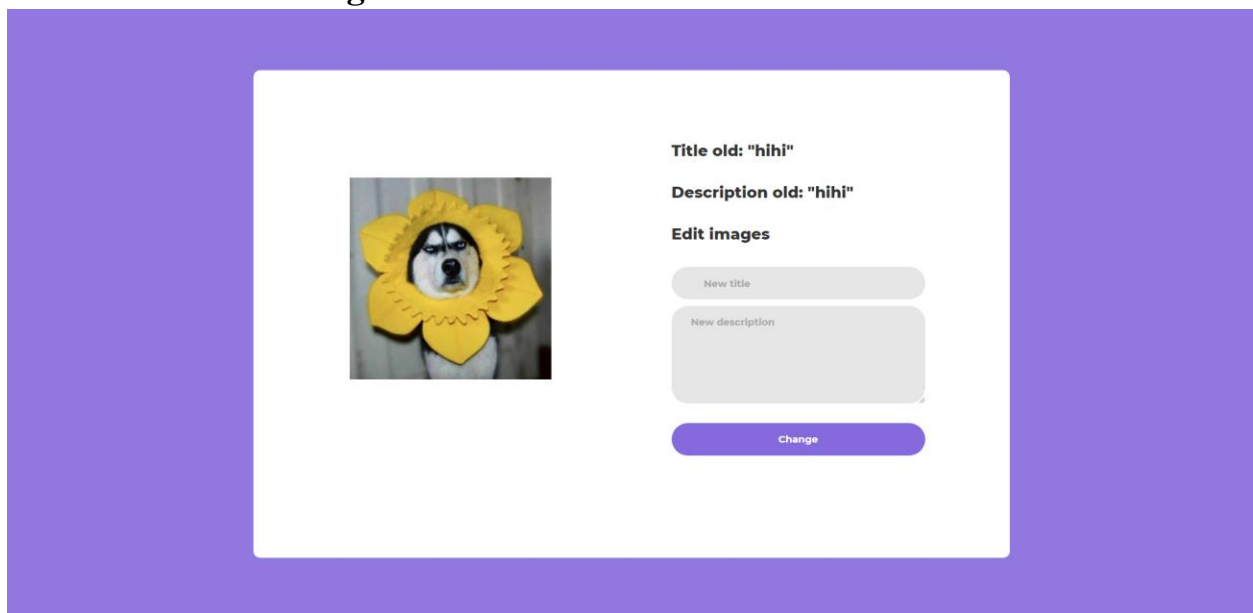 Title old: "hihi"
Description old: "hihi"
Edit images
New title
New description
Change